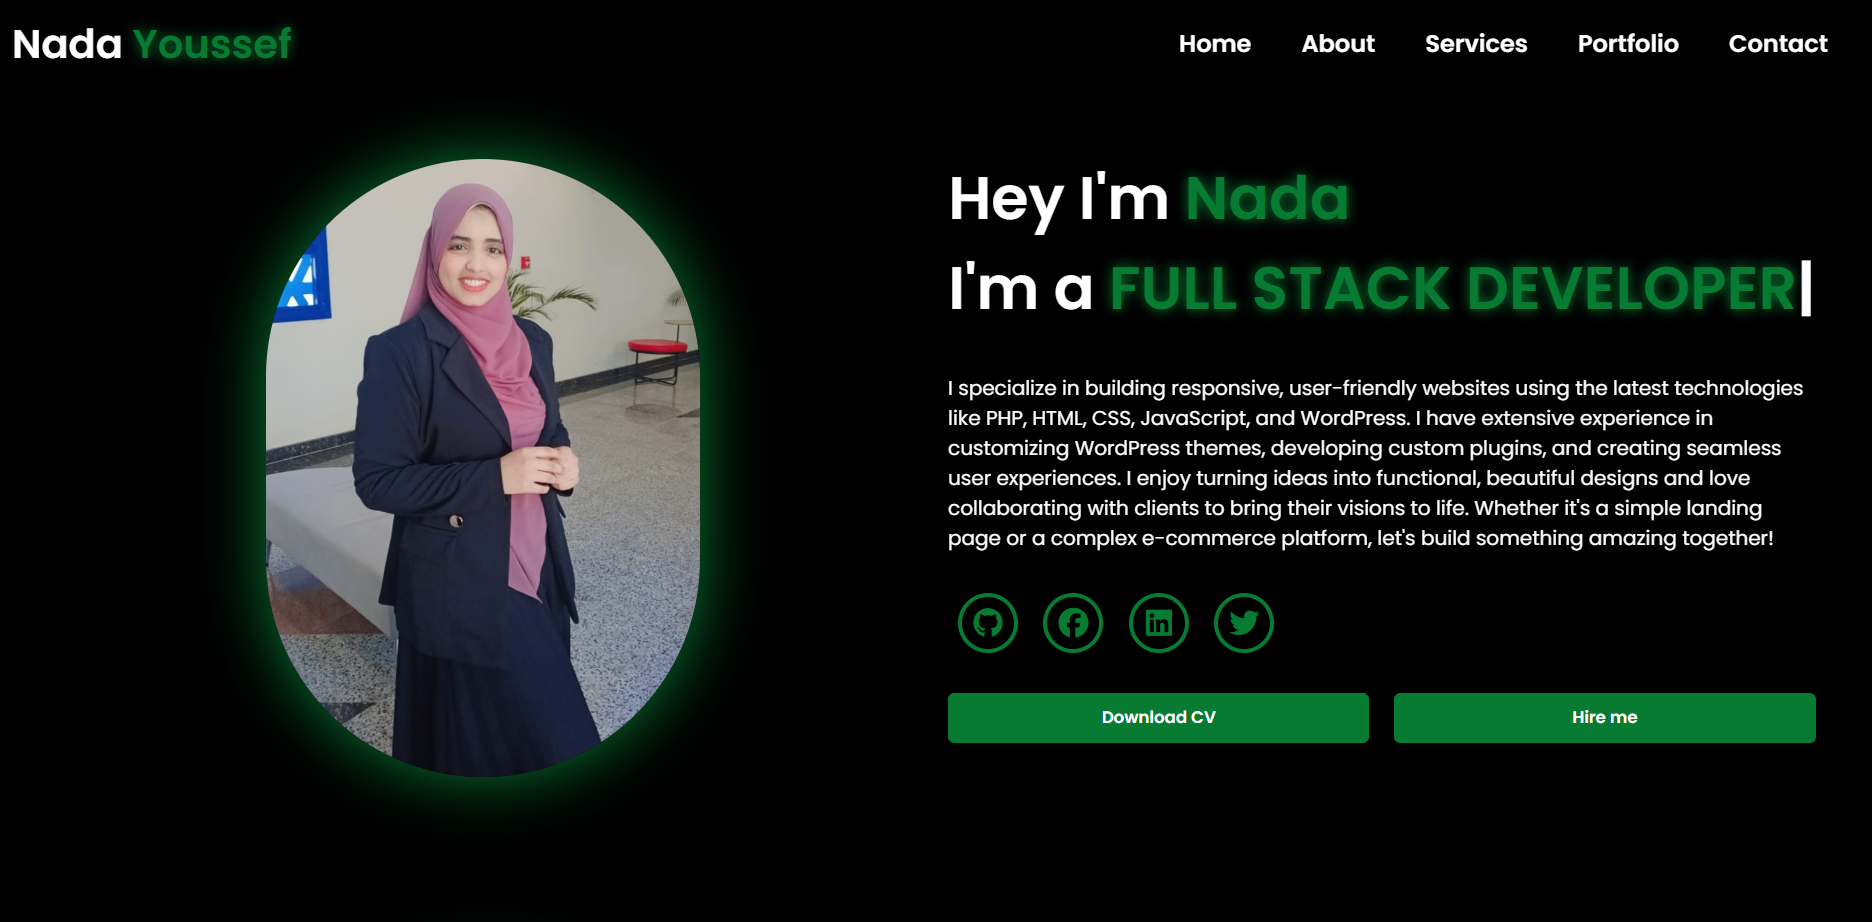 Nada Youssef
Home About Services Portfolio Contact
Hey I'm Nada
I'm a FULL STACK DEVELOPER|
I specialize in building responsive, user-friendly websites using the latest technologies
like PHP, HTML, CSS, JavaScript, and WordPress. I have extensive experience in
customizing WordPress themes, developing custom plugins, and creating seamless
user experiences. I enjoy turning ideas into functional, beautiful designs and love
collaborating with clients to bring their visions to life. Whether it's a simple landing
page or a complex e-commerce platform, let's build something amazing together!
Download CV
Hire me